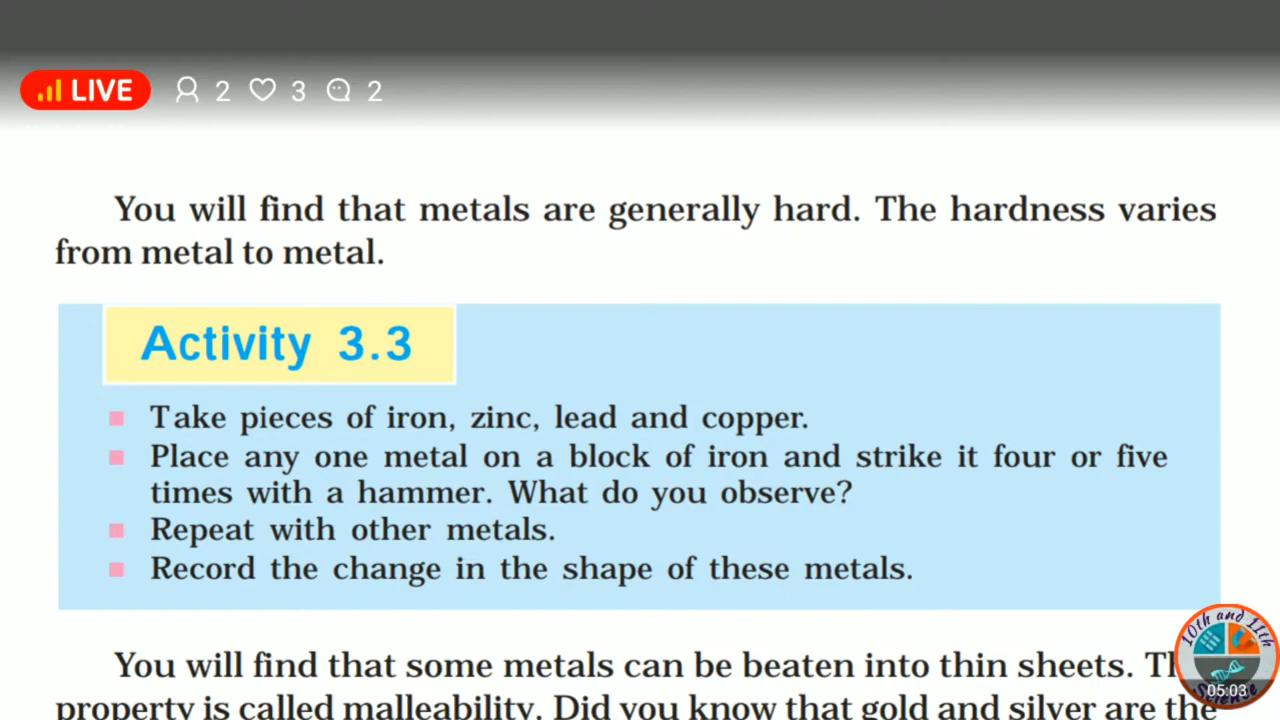 LIVE 2 3 2
You will find that metals are generally hard. The hardness varies
from metal to metal.
Activity 3.3
Take pieces of iron, zinc, lead and copper.
Place any one metal on a block of iron and strike it four or five
times with a hammer. What do you observe?
Repeat with other metals.
Record the change in the shape of these metals.
You will find that some metals can be beaten into thin sheets.
property is called malleability. Did you know that gold and silver are the
10th and 11th
05:03
Science